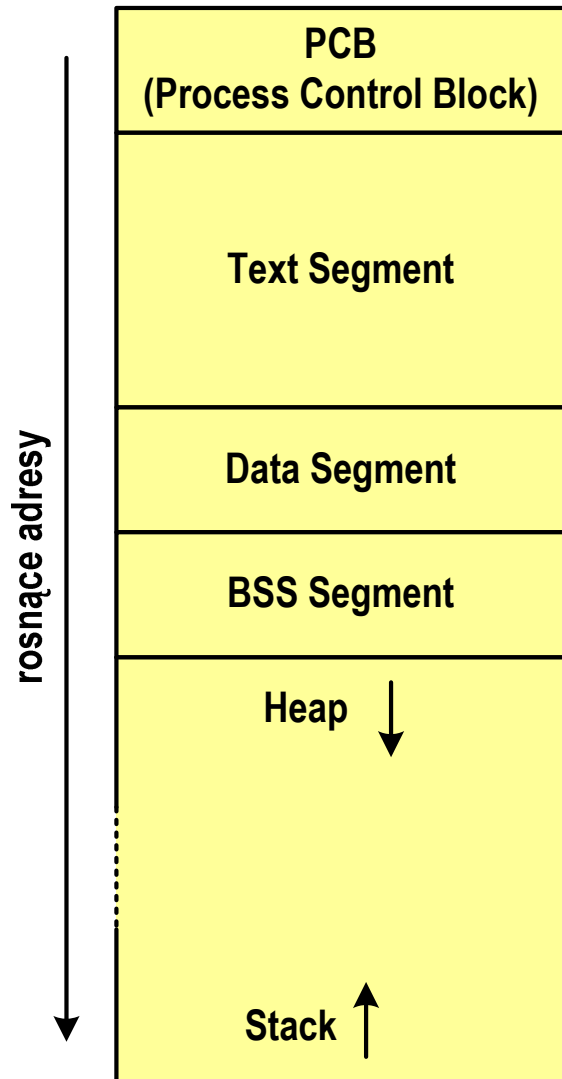 PCB
(Process Control Block)
Text Segment
Data Segment
BSS Segment
Heap
Stack
rosnące adresy